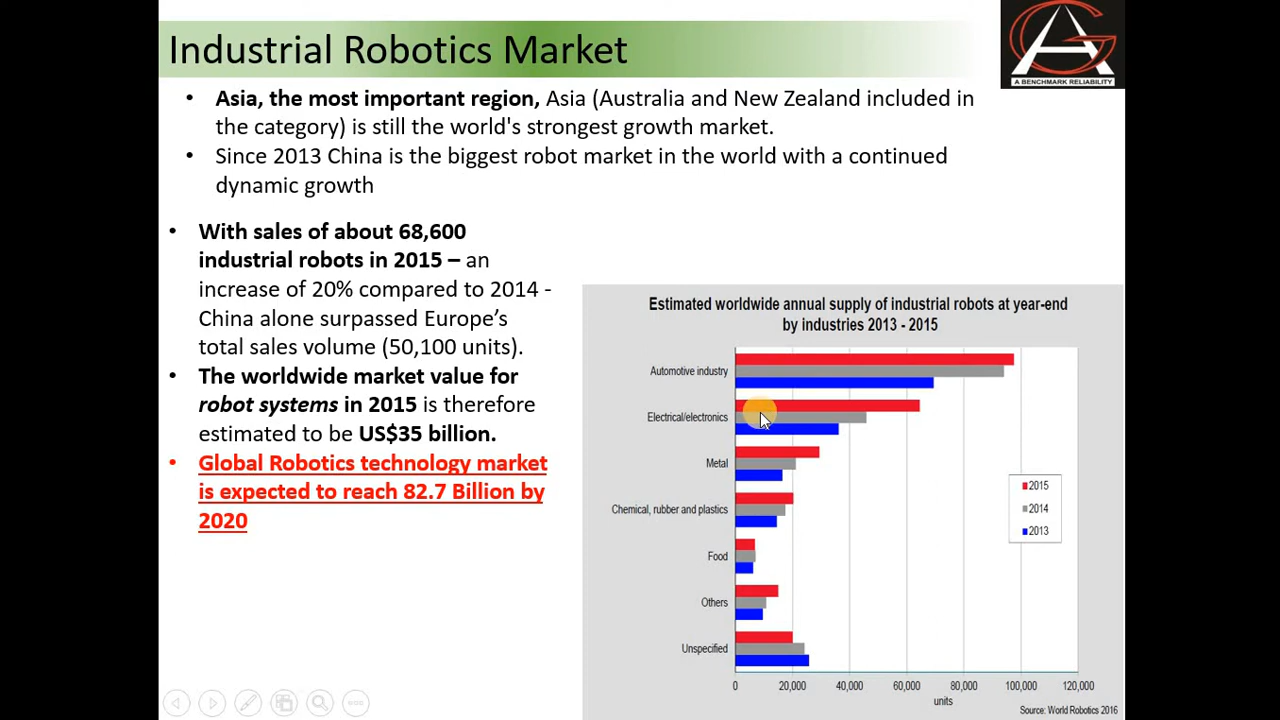 Industrial Robotics Market
A BENCHMARK RELIABILITY
• Asia, the most important region, Asia (Australia and New Zealand included in
the category) is still the world's strongest growth market.
• Since 2013 China is the biggest robot market in the world with a continued
dynamic growth
• With sales of about 68,600
industrial robots in 2015 – an
increase of 20% compared to 2014 -
China alone surpassed Europe’s
total sales volume (50,100 units).
• The worldwide market value for
robot systems in 2015 is therefore
estimated to be US$35 billion.
• Global Robotics technology market
is expected to reach 82.7 Billion by
2020
Estimated worldwide annual supply of industrial robots at year-end
by industries 2013 - 2015
Automotive industry
Electrical/electronics
Metal
Chemical, rubber and plastics
Food
Others
Unspecified
2015
2014
2013
0 20,000 40,000 60,000 80,000 100,000 120,000
units
Source: World Robotics 2016